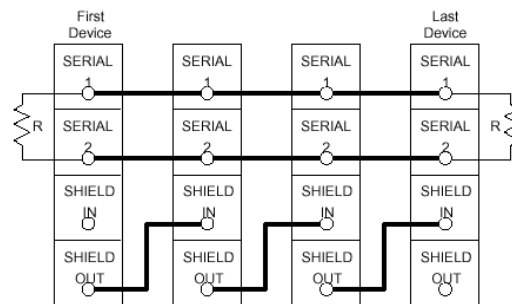 First
Device
Last
Device
SERIAL
1
SERIAL
1
SERIAL
1
SERIAL
1
R
SERIAL
2
SERIAL
2
SERIAL
2
SERIAL
2
R
SHIELD
IN
SHIELD
IN
SHIELD
IN
SHIELD
IN
SHIELD
OUT
SHIELD
OUT
SHIELD
OUT
SHIELD
OUT